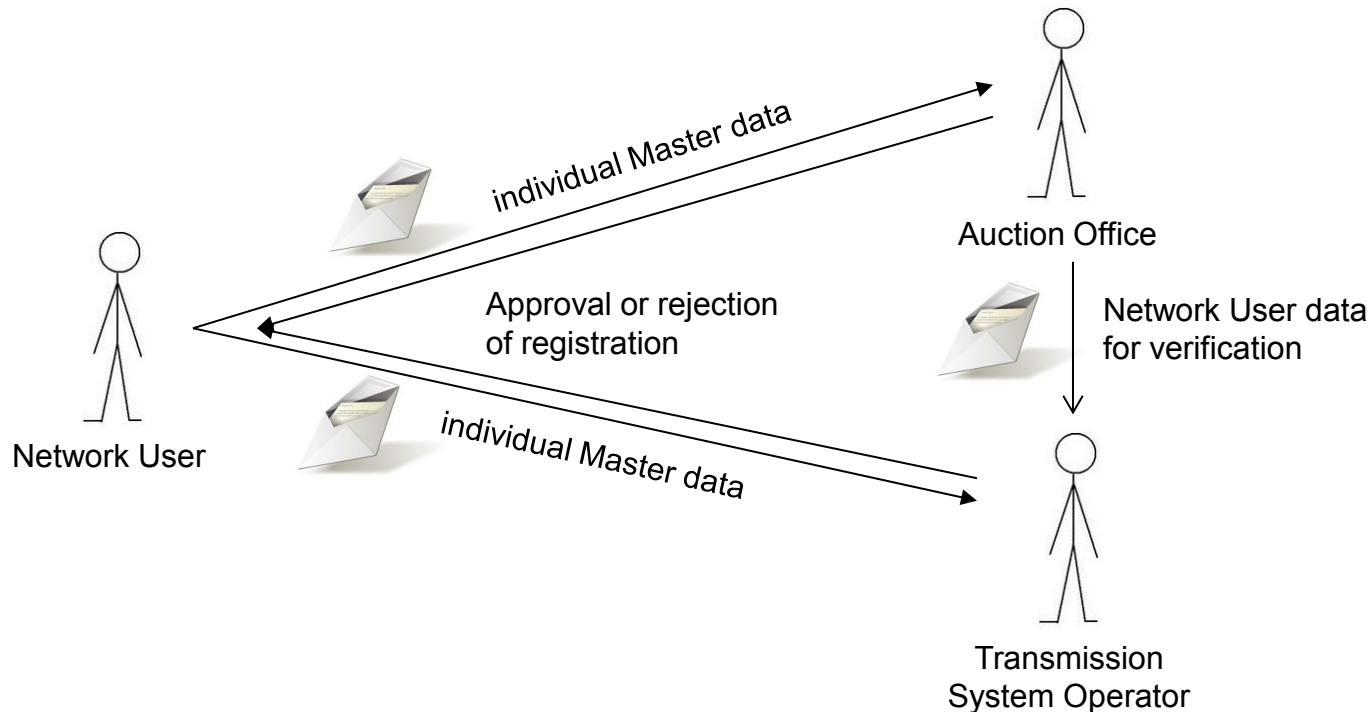 individual Master data
Auction Office
Approval or rejection
of registration
Network User data
for verification
Network User
individual Master data
Transmission
System Operator